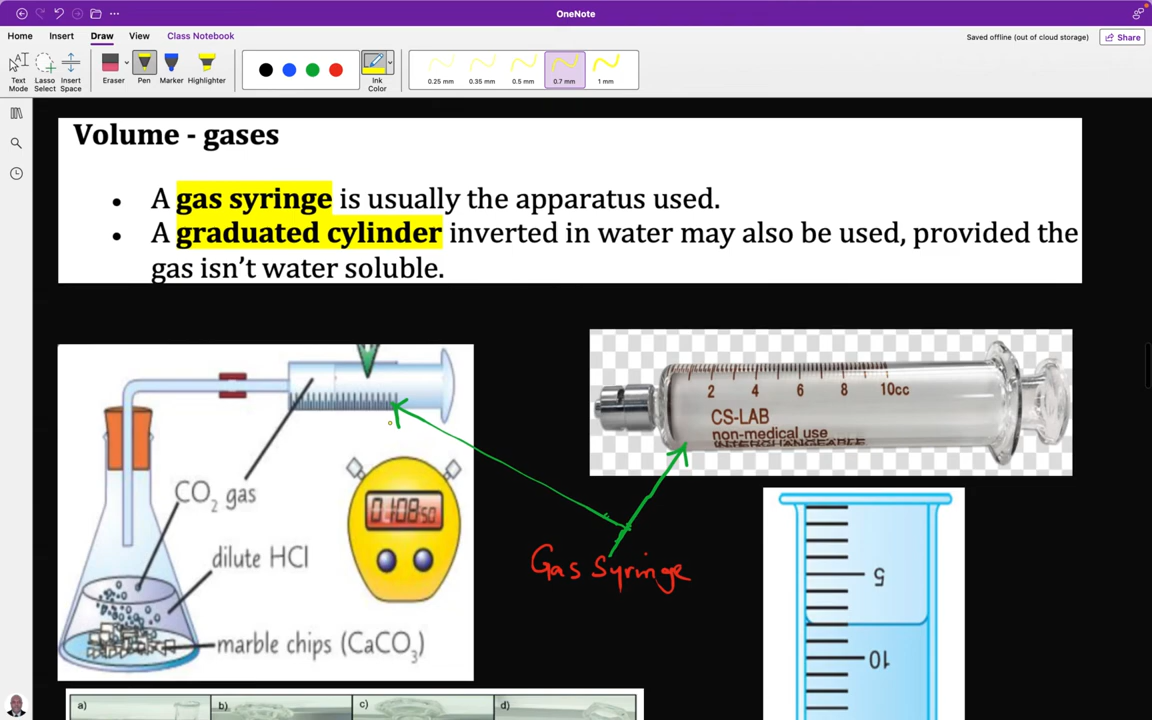 OneNote
Home Insert Draw View Class Notebook
Saved offline (out of cloud storage)
Share
Text Mode
Lasso Select
Insert Space
Eraser
Pen
Marker
Highlighter
Ink Color
0.25 mm
0.35 mm
0.5 mm
0.7 mm
1 mm
Volume - gases
• A gas syringe is usually the apparatus used.
• A graduated cylinder inverted in water may also be used, provided the
gas isn't water soluble.
CO₂ gas
dilute HCl
marble chips (CaCO₃)
01:08 50
2 4 6 8 10cc
CS-LAB
non-medical use
INTERCHANGEABLE
Gas Syringe
5
10
a) b) c) d)